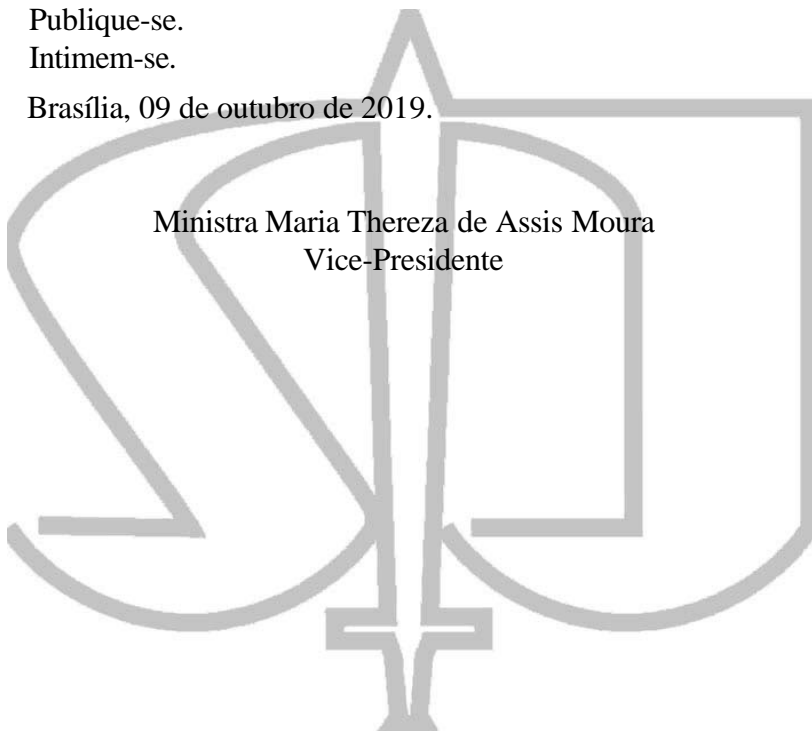 Publique-se.
Intimem-se.
Brasília, 09 de outubro de 2019.
Ministra Maria Thereza de Assis Moura
Vice-Presidente